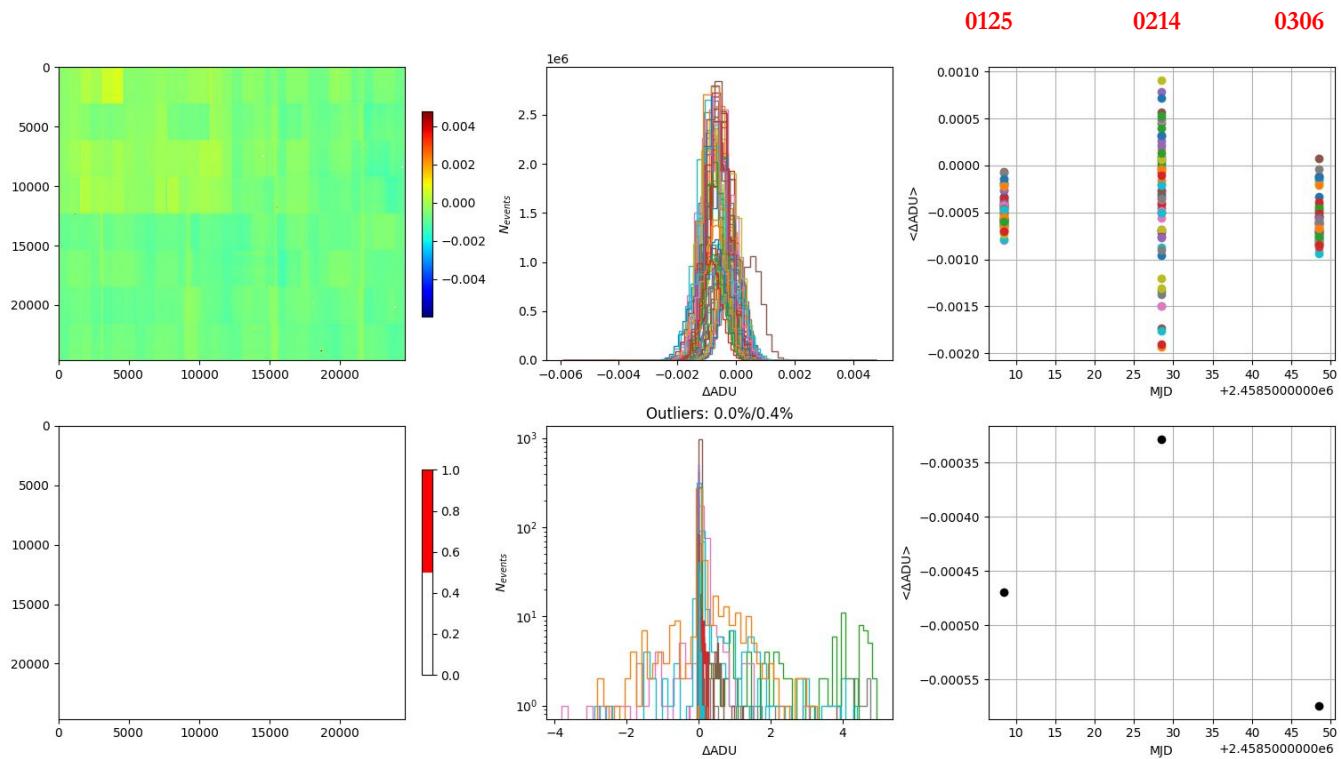 0125 0214 0306
0
5000
10000
15000
20000
0 5000 10000 15000 20000
0.004
0.002
0.000
−0.002
−0.004
1e6
2.5
2.0
1.5
1.0
0.5
0.0
N_events
−0.006 −0.004 −0.002 0.000 0.002 0.004
ΔADU
0.0010
0.0005
0.0000
−0.0005
−0.0010
−0.0015
−0.0020
<ΔADU>
10 15 20 25 30 35 40 45 50
MJD +2.4585000000e6
0
5000
10000
15000
20000
0 5000 10000 15000 20000
1.0
0.8
0.6
0.4
0.2
0.0
Outliers: 0.0%/0.4%
10³
10²
10¹
10⁰
N_events
−4 −2 0 2 4
ΔADU
−0.00035
−0.00040
−0.00045
−0.00050
−0.00055
<ΔADU>
10 15 20 25 30 35 40 45 50
MJD +2.4585000000e6